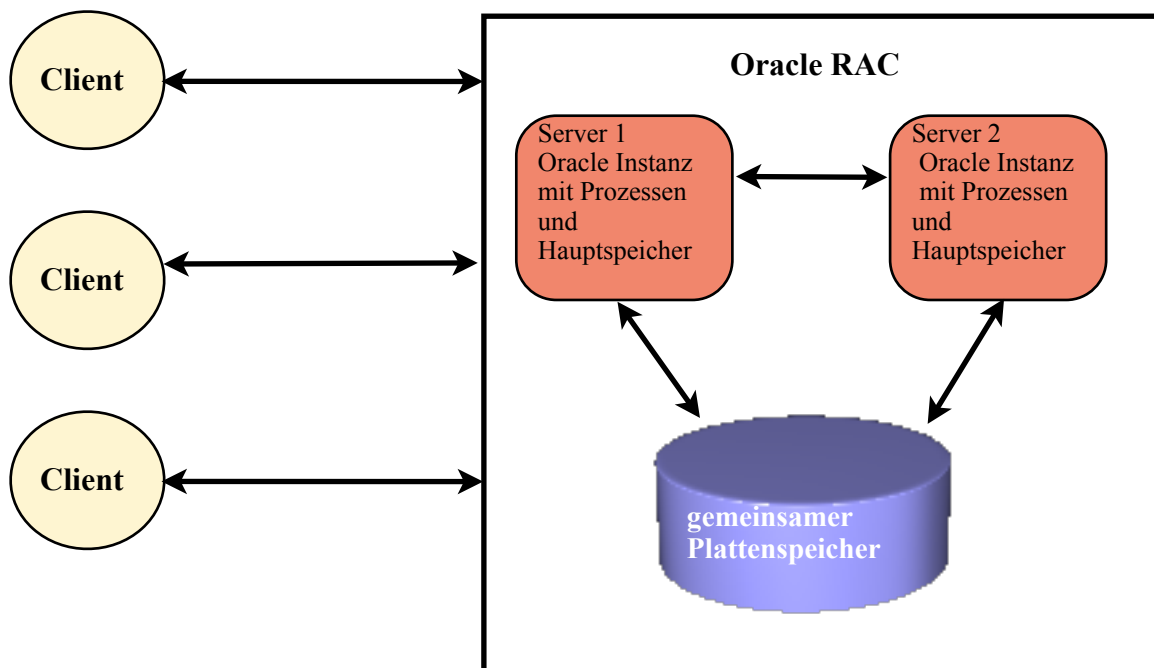 Client
Client
Client
Oracle RAC
Server 1
Oracle Instanz
mit Prozessen
und
Hauptspeicher
Server 2
Oracle Instanz
mit Prozessen
und
Hauptspeicher
gemeinsamer
Plattenspeicher